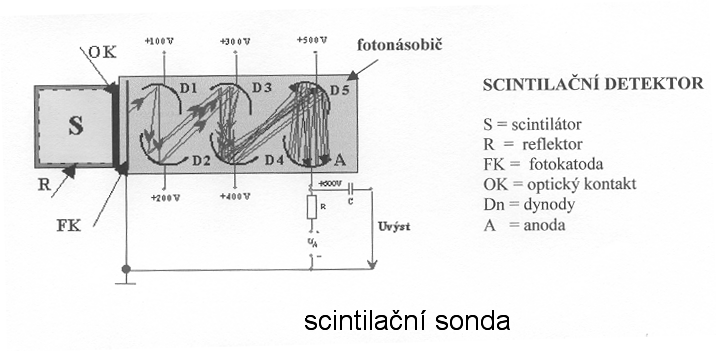 +100V +300V +500V
OK
fotonásobič
D1 D3 D5
S
D2 D4 A
R
FK
+200V +400V
+600V
R
C
Uvýst
uA
SCINTILAČNÍ DETEKTOR
S = scintilátor
R = reflektor
FK = fotokatoda
OK = optický kontakt
Dn = dynody
A = anoda
scintilační sonda